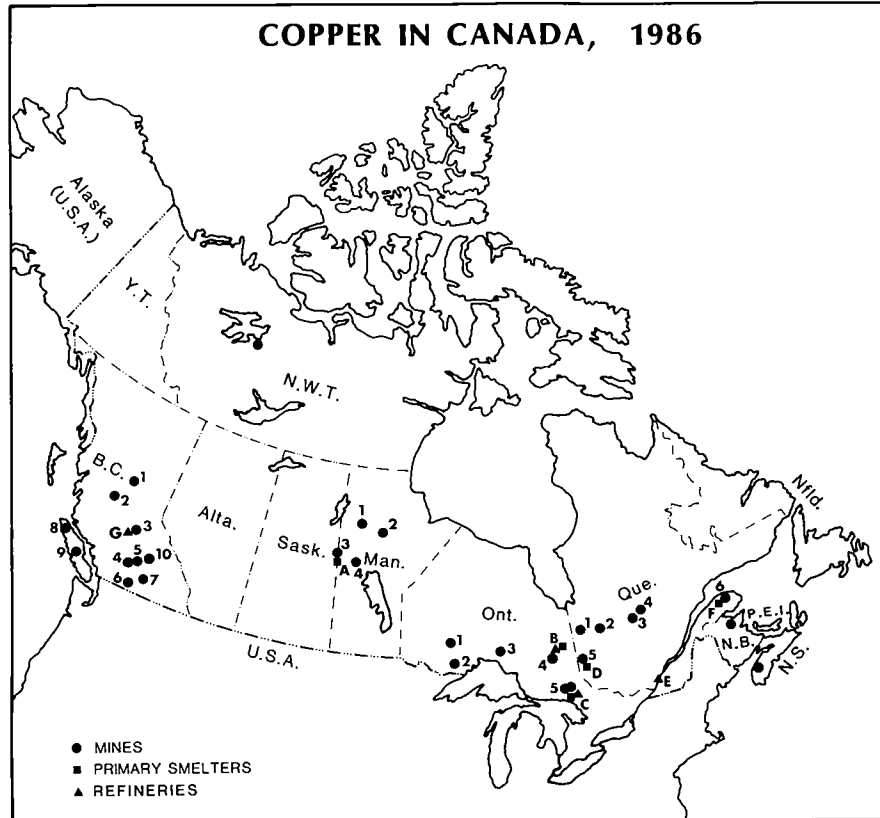 COPPER IN CANADA, 1986
Alaska
(U.S.A.)
Y.T.
N.W.T.
B.C.
1
2
G
3
8
9
4
5
10
6
7
Alta.
Sask.
Man.
1
2
3
A
4
U.S.A.
Ont.
1
2
3
B
4
5
C
Que.
1
2
4
3
5
D
E
6
F
Nfld.
P.E.I.
N.B.
N.S.
MINES
PRIMARY SMELTERS
REFINERIES